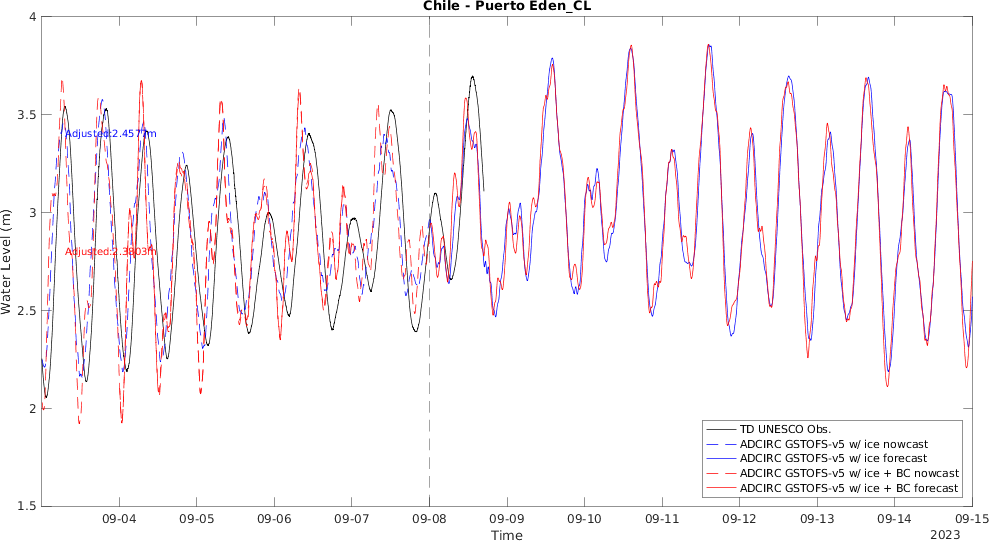 Chile - Puerto Eden_CL
4
3.5
3
2.5
2
1.5
Water Level (m)
Adjusted:2.4577m
Adjusted:2.3803m
TD UNESCO Obs.
ADCIRC GSTOFS-v5 w/ ice nowcast
ADCIRC GSTOFS-v5 w/ ice forecast
ADCIRC GSTOFS-v5 w/ ice + BC nowcast
ADCIRC GSTOFS-v5 w/ ice + BC forecast
09-04 09-05 09-06 09-07 09-08 09-09 09-10 09-11 09-12 09-13 09-14 09-15
Time
2023